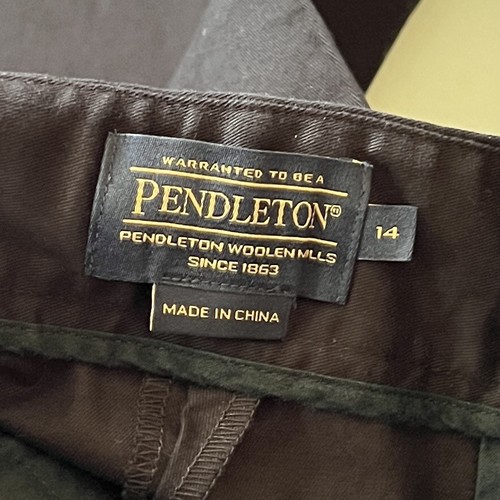 WARRANTED TO BE A
PENDLETON®
PENDLETON WOOLEN MILLS
SINCE 1863
14
MADE IN CHINA